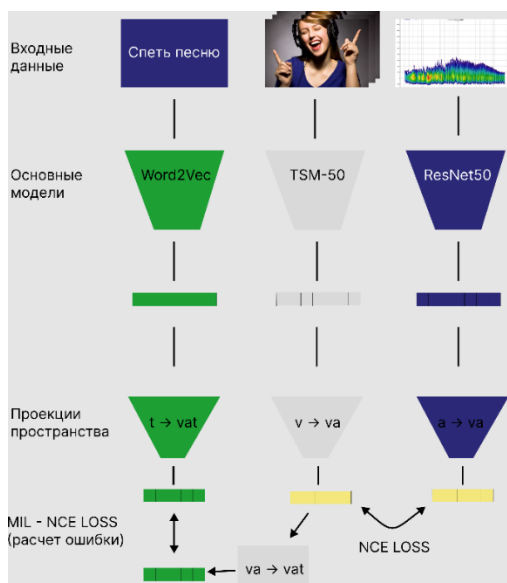 Входные
данные
Спеть песню
Основные
модели
Word2Vec
TSM-50
ResNet50
Проекции
пространства
t → vat
v → va
a → va
MIL - NCE LOSS
(расчет ошибки)
NCE LOSS
va → vat